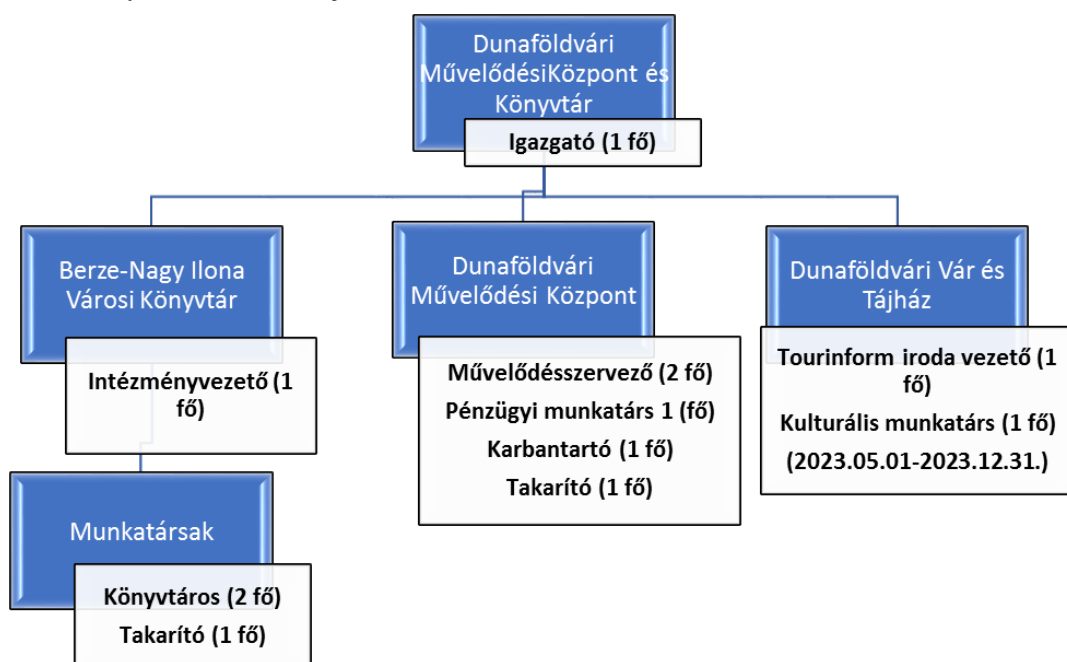 Dunaföldvári
MűvelődésiKözpont és
Könyvtár
Igazgató (1 fő)
Berze-Nagy Ilona
Városi Könyvtár
Intézményvezető (1
fő)
Munkatársak
Könyvtáros (2 fő)
Takarító (1 fő)
Dunaföldvári
Művelődési Központ
Művelődésszervező (2 fő)
Pénzügyi munkatárs 1 (fő)
Karbantartó (1 fő)
Takarító (1 fő)
Dunaföldvári Vár és
Tájház
Tourinform iroda vezető (1
fő)
Kulturális munkatárs (1 fő)
(2023.05.01-2023.12.31.)